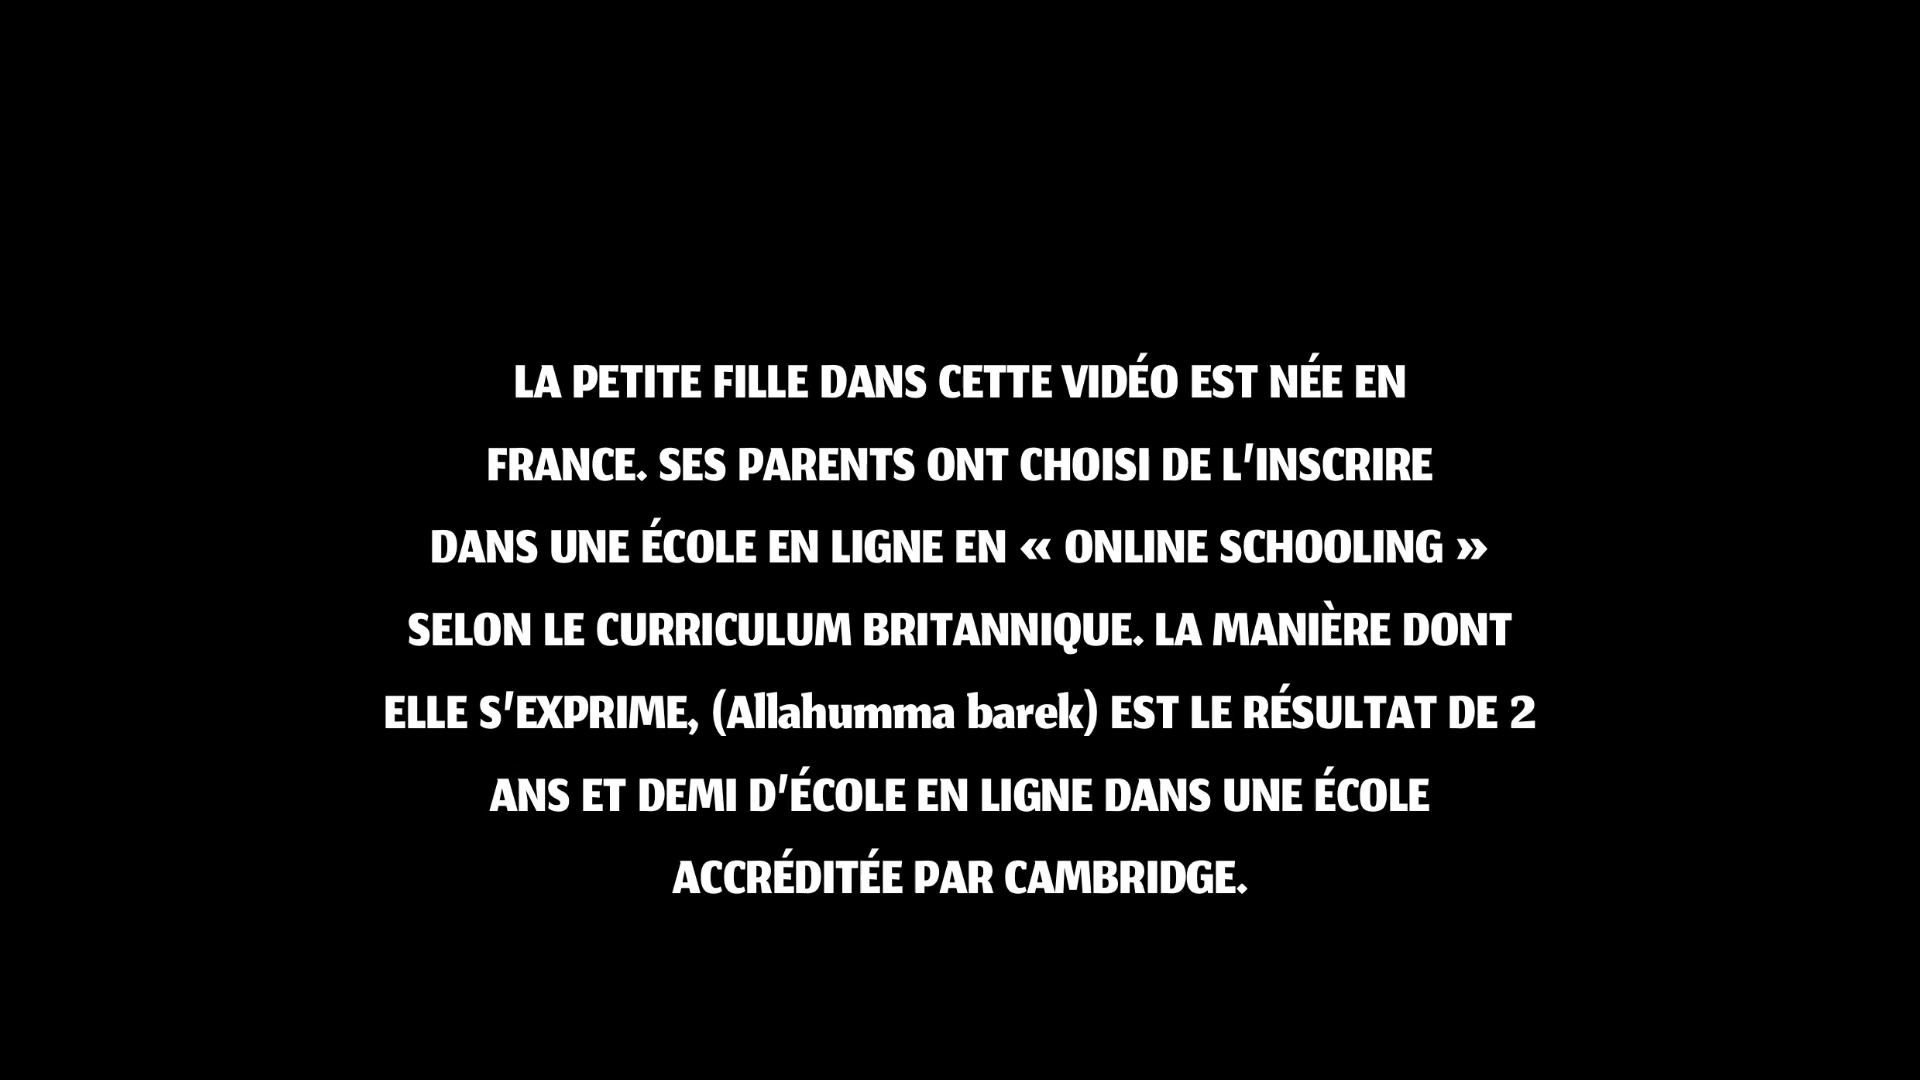 LA PETITE FILLE DANS CETTE VIDÉO EST NÉE EN
FRANCE. SES PARENTS ONT CHOISI DE L'INSCRIRE
DANS UNE ÉCOLE EN LIGNE EN « ONLINE SCHOOLING »
SELON LE CURRICULUM BRITANNIQUE. LA MANIÈRE DONT
ELLE S'EXPRIME, (Allahumma barek) EST LE RÉSULTAT DE 2
ANS ET DEMI D'ÉCOLE EN LIGNE DANS UNE ÉCOLE
ACCRÉDITÉE PAR CAMBRIDGE.